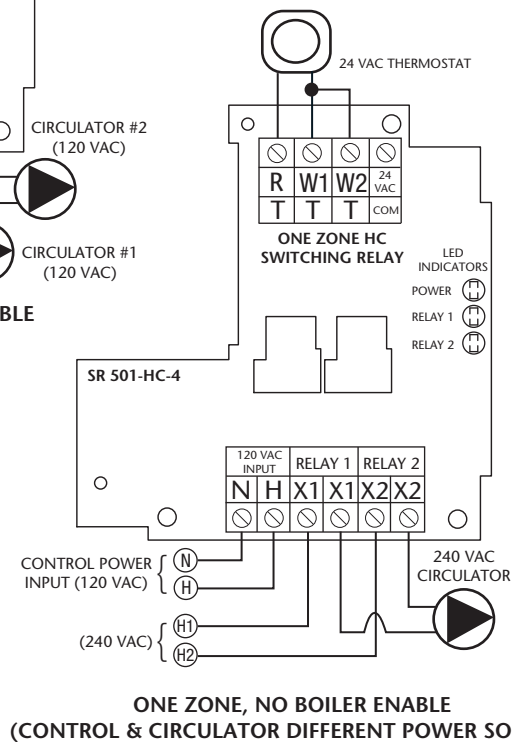 24 VAC THERMOSTAT
CIRCULATOR #2
(120 VAC)
CIRCULATOR #1
(120 VAC)
R W1 W2 24 VAC
T T T COM
ONE ZONE HC
SWITCHING RELAY
LED
INDICATORS
POWER
RELAY 1
RELAY 2
SR 501-HC-4
120 VAC
INPUT
RELAY 1 RELAY 2
N H X1 X1 X2 X2
CONTROL POWER
INPUT (120 VAC)
N
H
240 VAC
CIRCULATOR
(240 VAC)
H1
H2
ONE ZONE, NO BOILER ENABLE
(CONTROL & CIRCULATOR DIFFERENT POWER